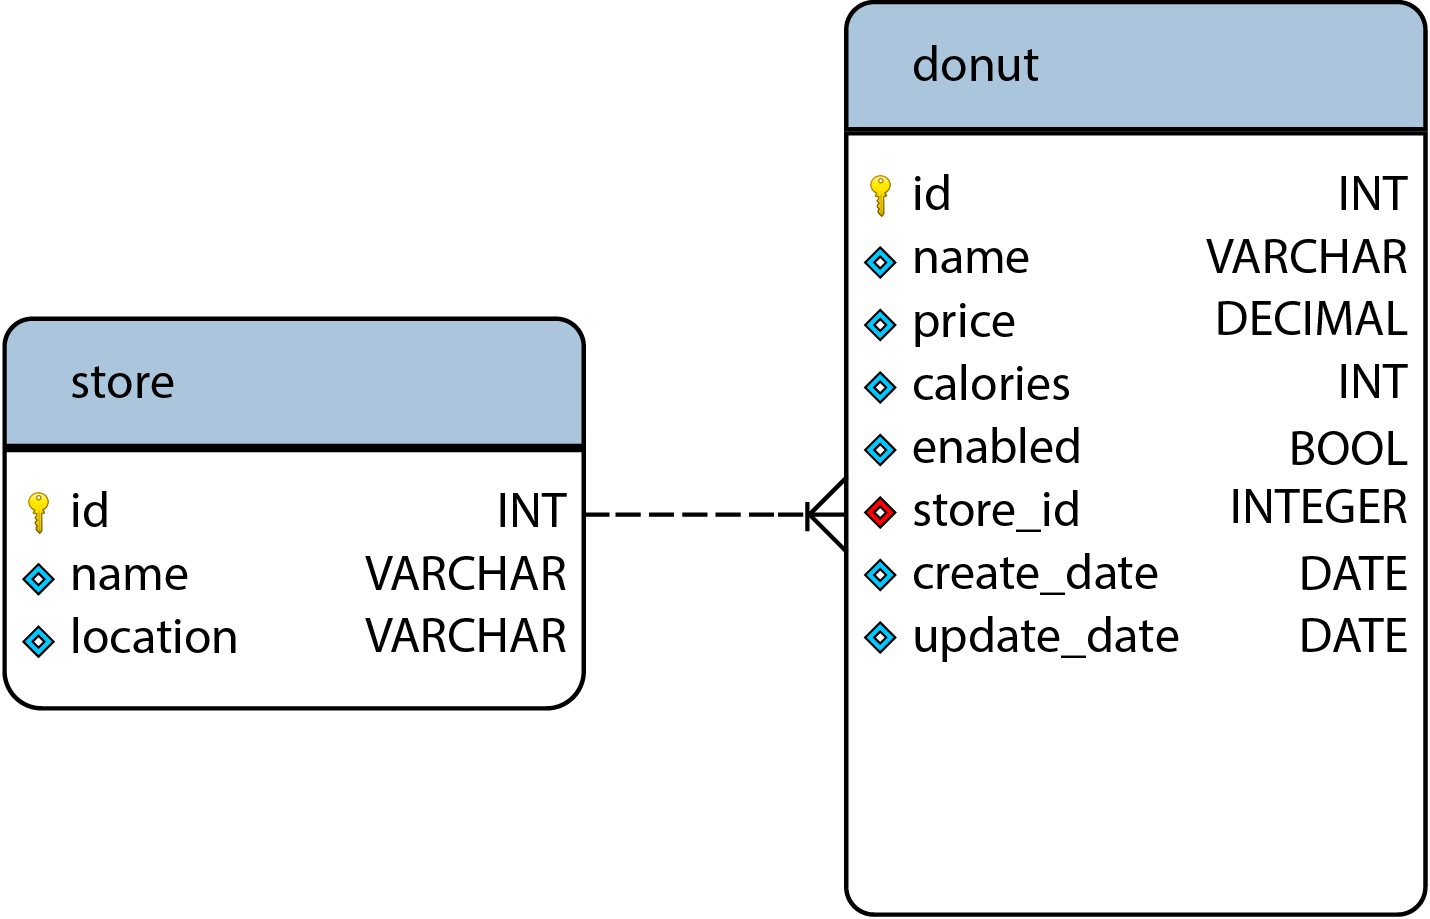 store
id INT
name VARCHAR
location VARCHAR
donut
id INT
name VARCHAR
price DECIMAL
calories INT
enabled BOOL
store_id INTEGER
create_date DATE
update_date DATE